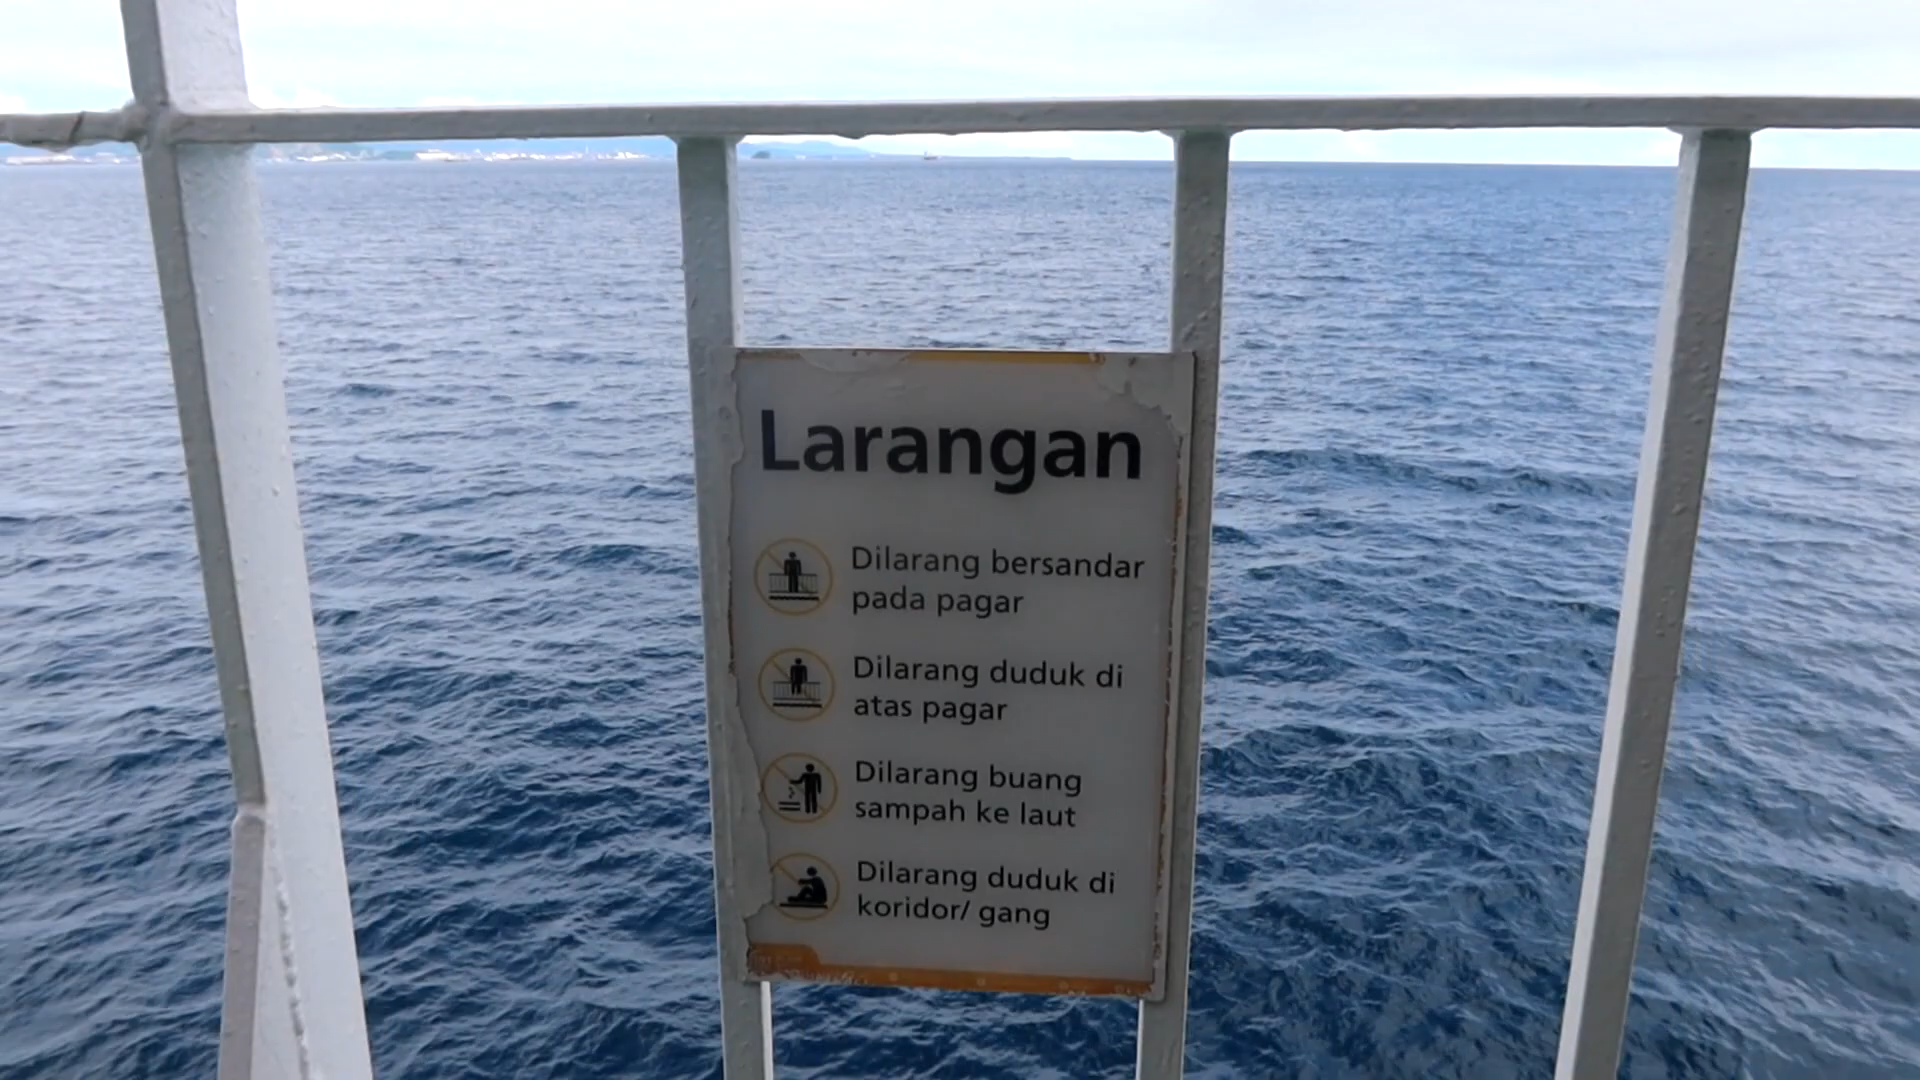 Larangan
Dilarang bersandar
pada pagar
Dilarang duduk di
atas pagar
Dilarang buang
sampah ke laut
Dilarang duduk di
koridor/ gang